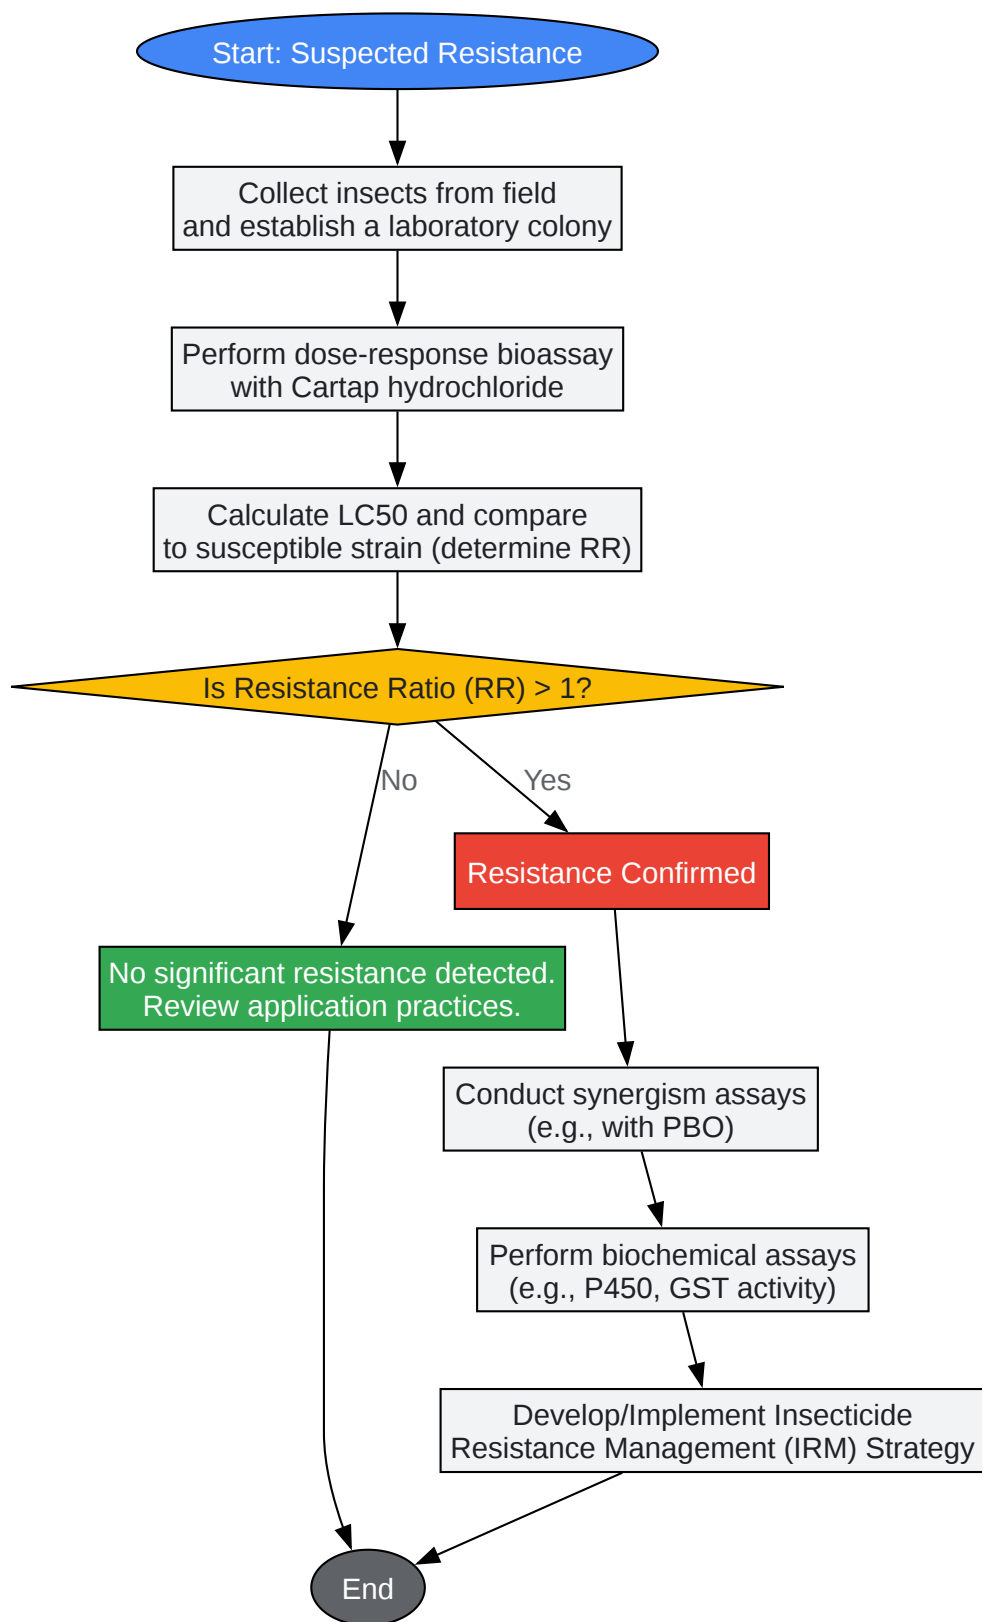 Start: Suspected Resistance
Collect insects from field
and establish a laboratory colony
Perform dose-response bioassay
with Cartap hydrochloride
Calculate LC50 and compare
to susceptible strain (determine RR)
Is Resistance Ratio (RR) > 1?
No
Yes
Resistance Confirmed
No significant resistance detected.
Review application practices.
Conduct synergism assays
(e.g., with PBO)
Perform biochemical assays
(e.g., P450, GST activity)
Develop/Implement Insecticide
Resistance Management (IRM) Strategy
End